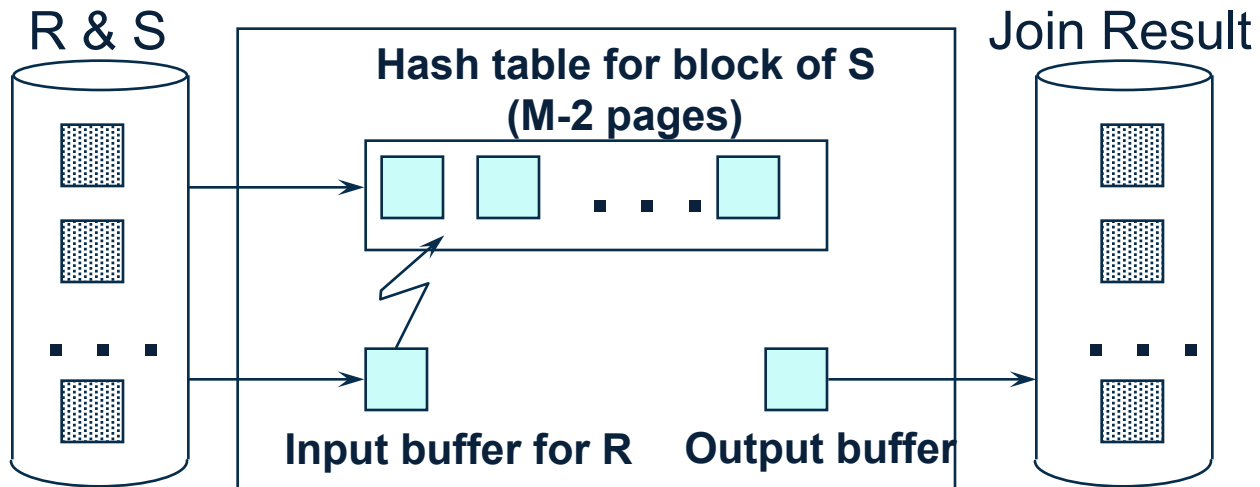 R & S
Join Result
Hash table for block of S
(M-2 pages)
. . .
. . .
. . .
Input buffer for R
Output buffer